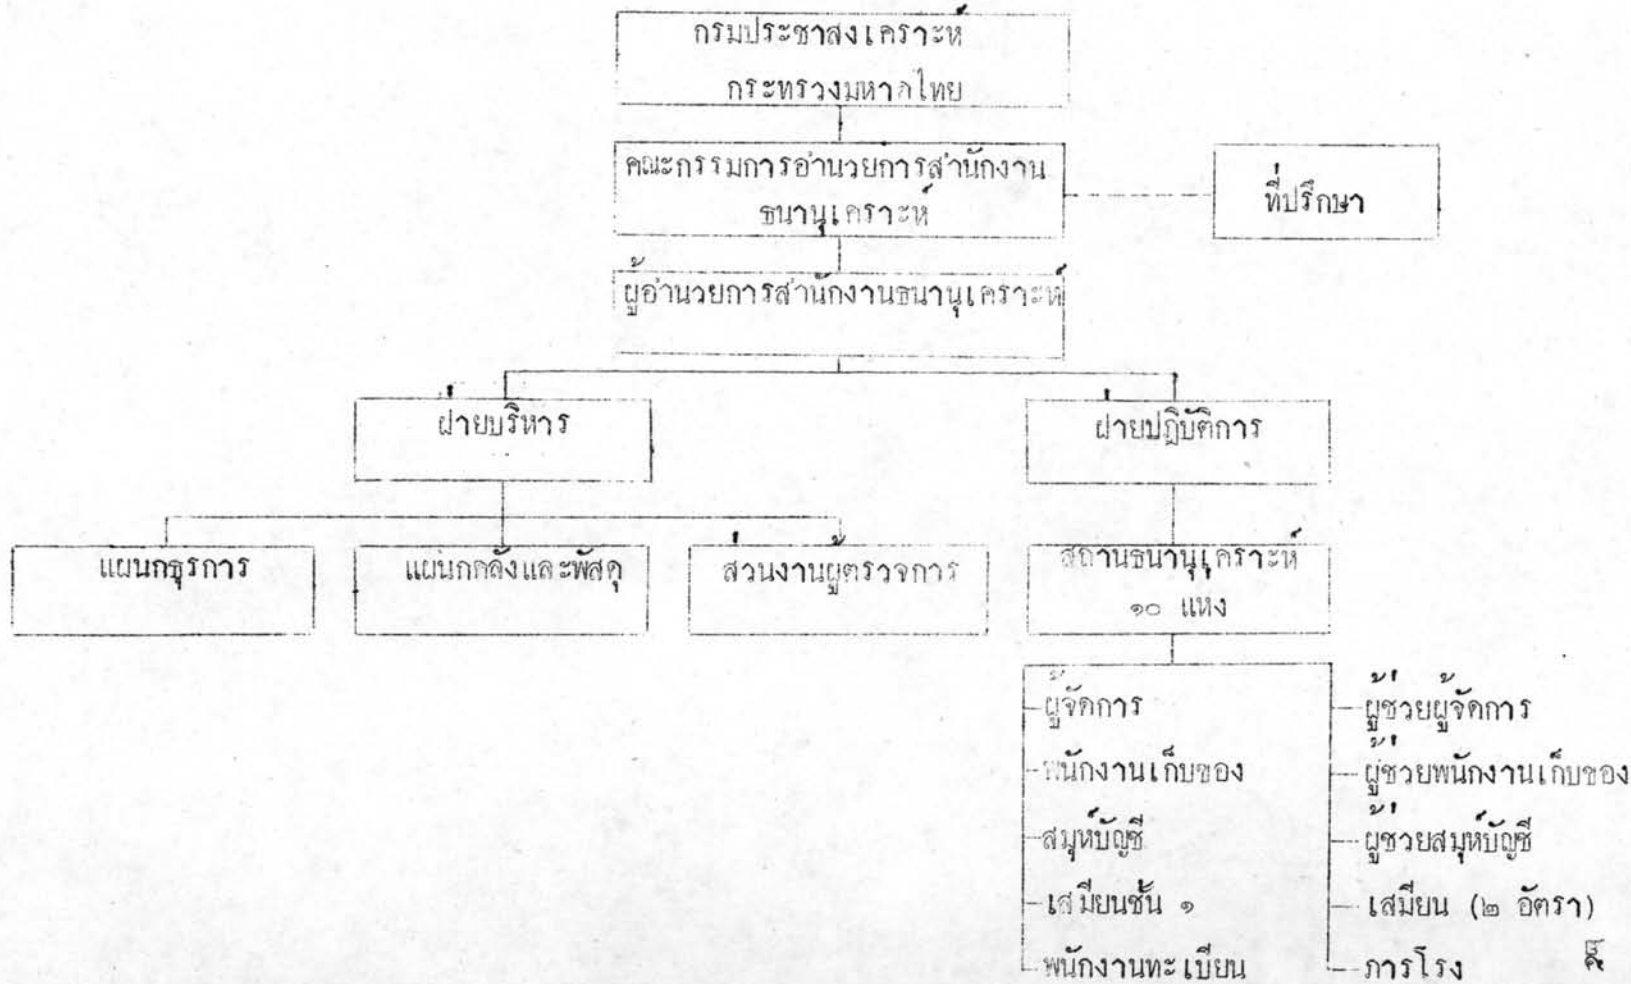 กรมประชาสงเคราะห์
กระทรวงมหาดไทย
คณะกรรมการอำนวยการสำนักงาน
ธนานุเคราะห์
ที่ปรึกษา
ผู้อำนวยการสำนักงานธนานุเคราะห์
ฝ่ายบริหาร
ฝ่ายปฏิบัติการ
แผนกธุรการ
แผนกคลังและพัสดุ
ส่วนงานผู้ตรวจการ
สถานธนานุเคราะห์
๑๐ แห่ง
ผู้จัดการ
ผู้ช่วยผู้จัดการ
พนักงานเก็บของ
ผู้ช่วยพนักงานเก็บของ
สมุห์บัญชี
ผู้ช่วยสมุห์บัญชี
เสมียนชั้น ๑
เสมียน (๒ อัตรา)
พนักงานทะเบียน
ภารโรง